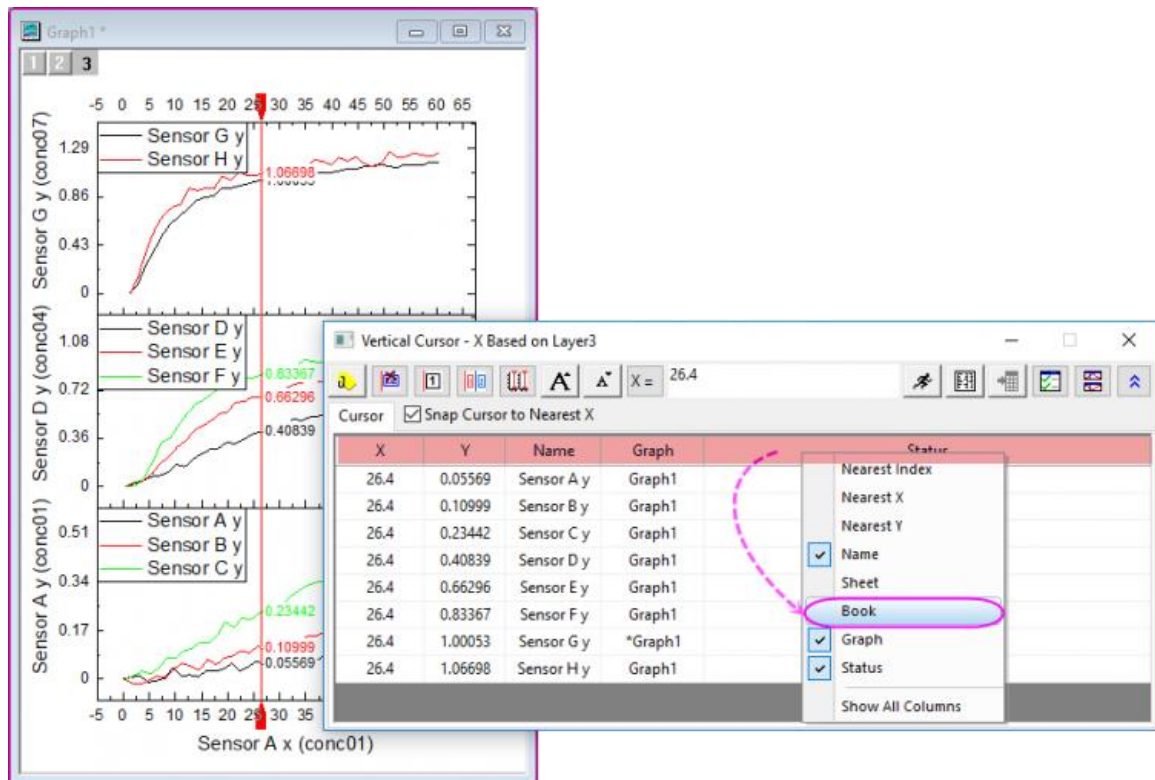 Graph1 *
1 2 3
-5 0 5 10 15 20 25 30 35 40 45 50 55 60 65
Sensor G y (conc07)
1.29
0.86
0.43
0
Sensor G y
Sensor H y
1.06698
1.00053
Sensor D y (conc04)
1.08
0.72
0.36
0
Sensor D y
Sensor E y
Sensor F y
0.83367
0.66296
0.40839
Sensor A y (conc01)
0.51
0.34
0.17
0
Sensor A y
Sensor B y
Sensor C y
0.23442
0.10999
0.05569
-5 0 5 10 15 20 25 30 35
Sensor A x (conc01)
Vertical Cursor - X Based on Layer3
1 A A X = 26.4
Cursor Snap Cursor to Nearest X
X Y Name Graph Status
26.4 0.05569 Sensor A y Graph1
26.4 0.10999 Sensor B y Graph1
26.4 0.23442 Sensor C y Graph1
26.4 0.40839 Sensor D y Graph1
26.4 0.66296 Sensor E y Graph1
26.4 0.83367 Sensor F y Graph1
26.4 1.00053 Sensor G y *Graph1
26.4 1.06698 Sensor H y Graph1
Nearest Index
Nearest X
Nearest Y
Name
Sheet
Book
Graph
Status
Show All Columns